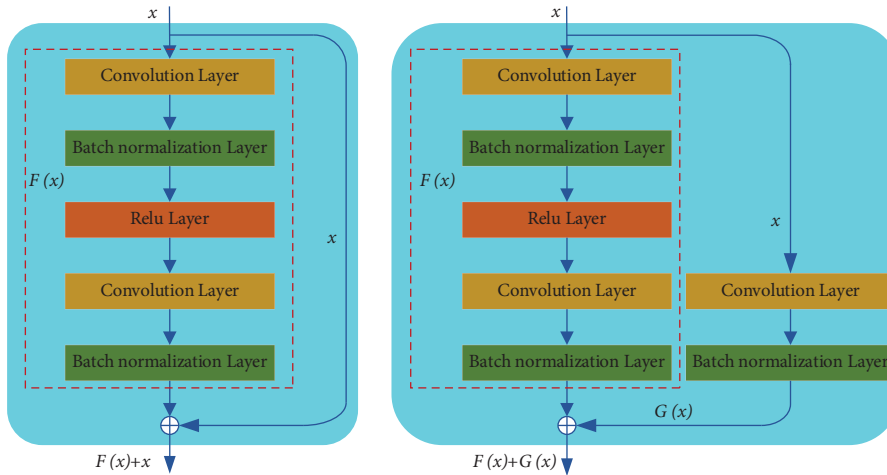 x
Convolution Layer
Batch normalization Layer
F (x)
Relu Layer
x
Convolution Layer
Batch normalization Layer
F (x)+x
x
Convolution Layer
Batch normalization Layer
F (x)
Relu Layer
x
Convolution Layer
Convolution Layer
Batch normalization Layer
Batch normalization Layer
G (x)
F (x)+G (x)